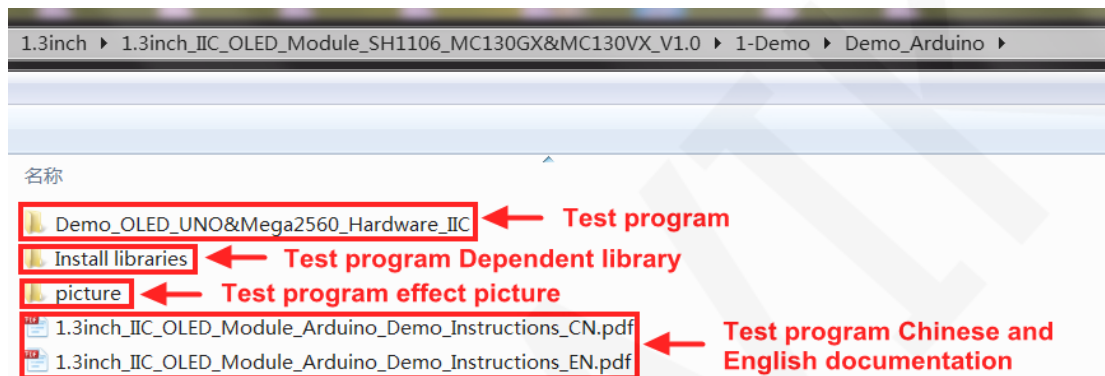 1.3inch ▸ 1.3inch_IIC_OLED_Module_SH1106_MC130GX&MC130VX_V1.0 ▸ 1-Demo ▸ Demo_Arduino ▸
名称
Demo_OLED_UNO&Mega2560_Hardware_IIC Test program
Install libraries Test program Dependent library
picture Test program effect picture
1.3inch_IIC_OLED_Module_Arduino_Demo_Instructions_CN.pdf
1.3inch_IIC_OLED_Module_Arduino_Demo_Instructions_EN.pdf
Test program Chinese and
English documentation